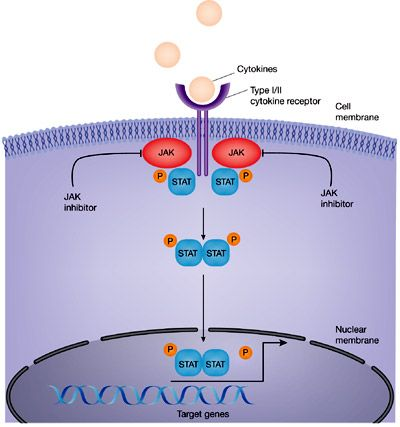 Cytokines
Type I/II
cytokine receptor
Cell
membrane
JAK
JAK
P
STAT
STAT
P
JAK
inhibitor
JAK
inhibitor
P
STAT
STAT
P
Nuclear
membrane
P
STAT
STAT
P
Target genes